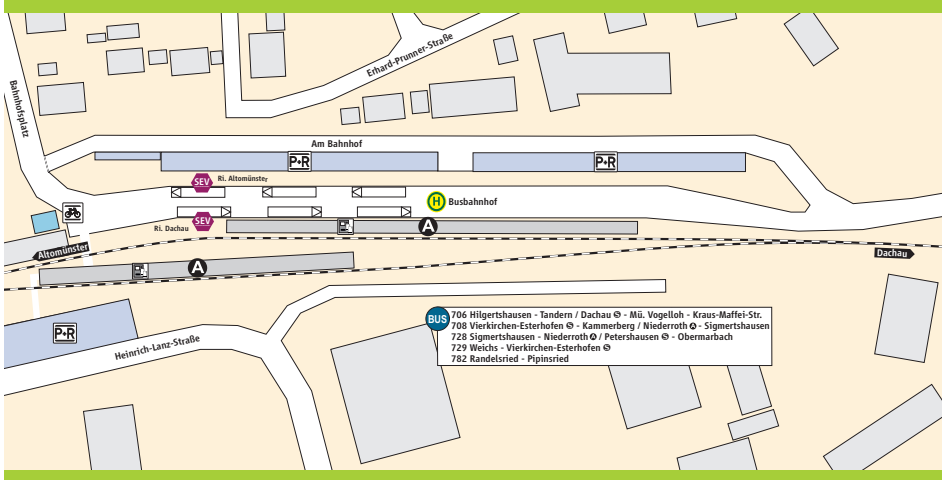 Erhard-Prunner-Straße
Bahnhofsplatz
Am Bahnhof
P+R
P+R
SEV
Ri. Altomünster
H
Busbahnhof
SEV
Ri. Dachau
A
Altomünster
Dachau
A
P+R
Heinrich-Lanz-Straße
BUS
706 Hilgertshausen - Tandern / Dachau S - Mü. Vogelloh - Kraus-Maffei-Str.
708 Vierkirchen-Esterhofen S - Kammerberg / Niederroth A - Sigmertshausen
728 Sigmertshausen - Niederroth A / Petershausen S - Obermarbach
729 Weichs - Vierkirchen-Esterhofen S
782 Randelsried - Pipinsried